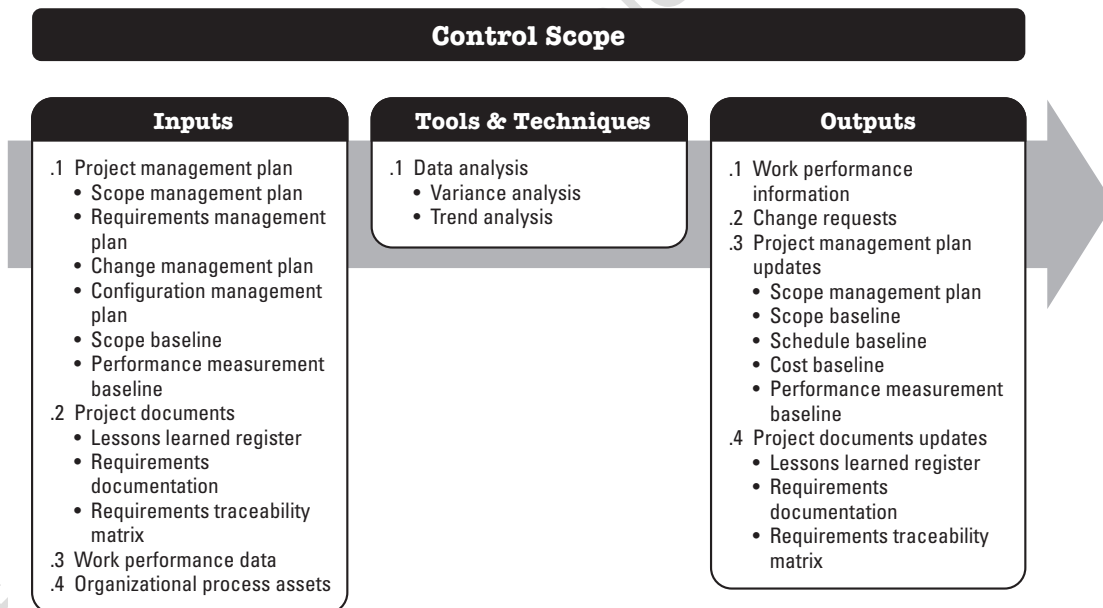 Control Scope
Inputs
.1 Project management plan
• Scope management plan
• Requirements management
plan
• Change management plan
• Configuration management
plan
• Scope baseline
• Performance measurement
baseline
.2 Project documents
• Lessons learned register
• Requirements
documentation
• Requirements traceability
matrix
.3 Work performance data
.4 Organizational process assets
Tools & Techniques
.1 Data analysis
• Variance analysis
• Trend analysis
Outputs
.1 Work performance
information
.2 Change requests
.3 Project management plan
updates
• Scope management plan
• Scope baseline
• Schedule baseline
• Cost baseline
• Performance measurement
baseline
.4 Project documents updates
• Lessons learned register
• Requirements
documentation
• Requirements traceability
matrix